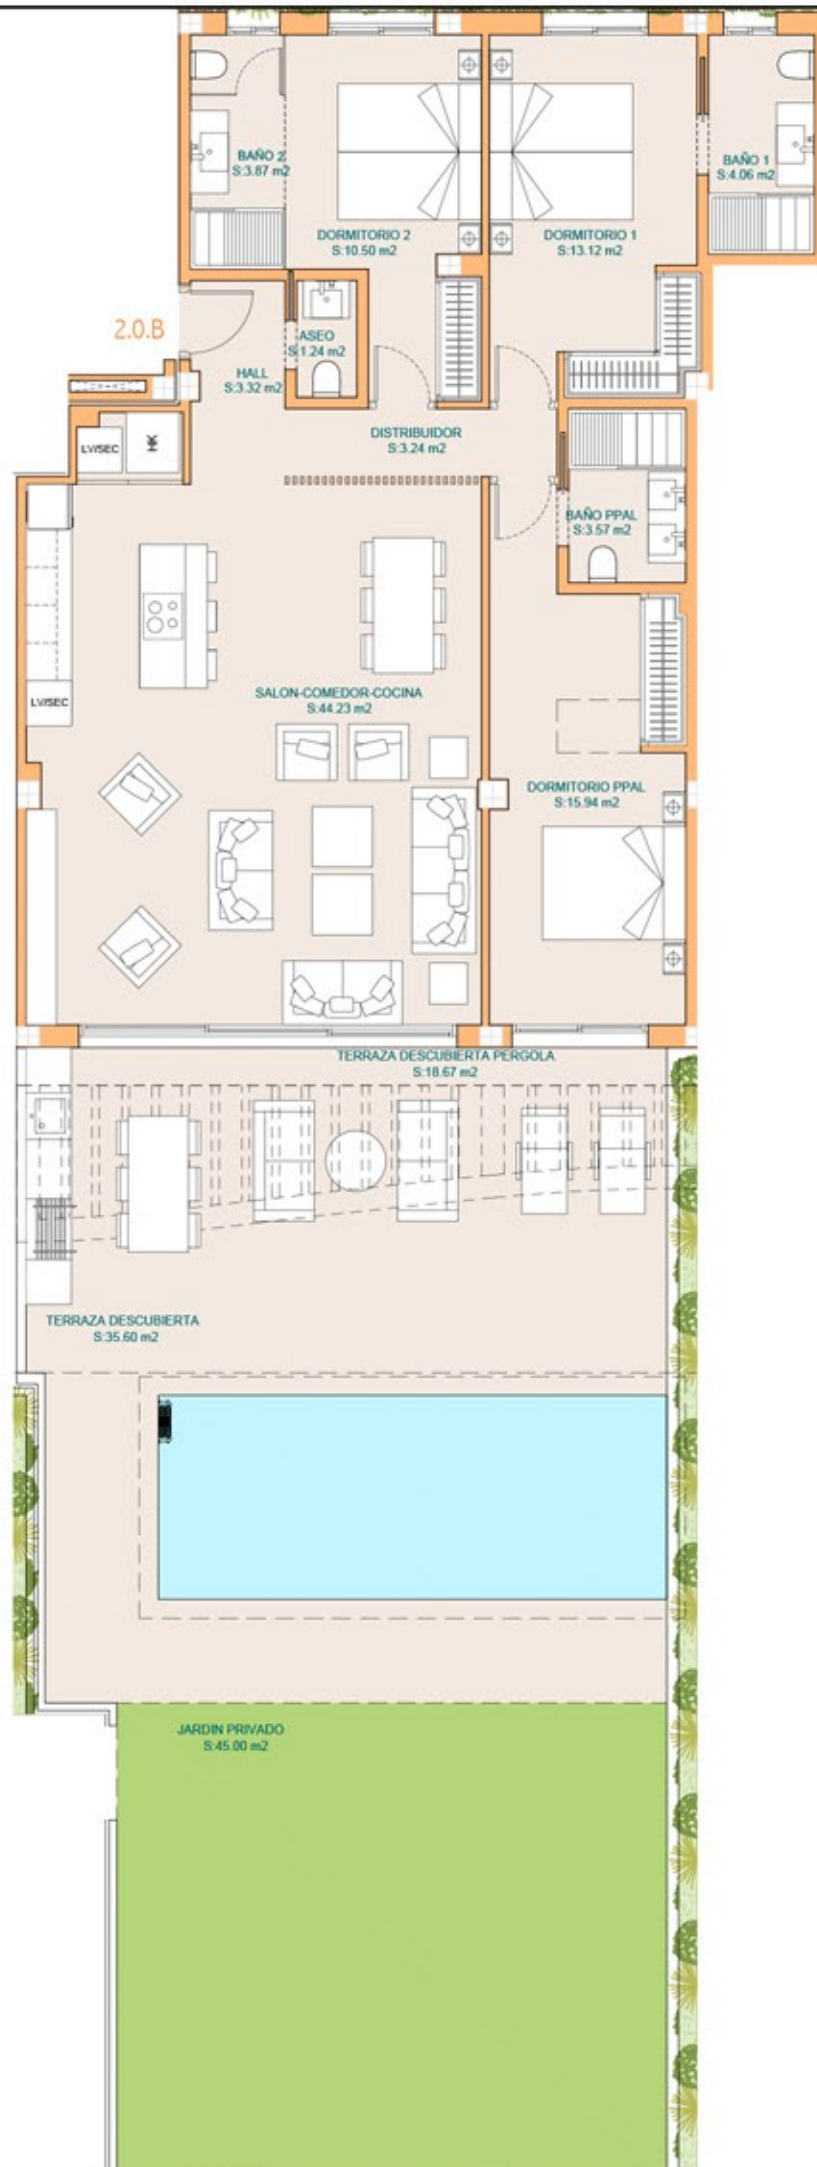 BAÑO 2
S:3.87 m2
BAÑO 1
S:4.06 m2
DORMITORIO 2
S:10.50 m2
DORMITORIO 1
S:13.12 m2
2.0.B
ASEO
S:1.24 m2
HALL
S:3.32 m2
DISTRIBUIDOR
S:3.24 m2
LV/SEC
HK
BAÑO PPAL
S:3.57 m2
SALON-COMEDOR-COCINA
S:44.23 m2
LV/SEC
DORMITORIO PPAL
S:15.94 m2
TERRAZA DESCUBIERTA PERGOLA
S:18.67 m2
TERRAZA DESCUBIERTA
S:35.60 m2
JARDIN PRIVADO
S:45.00 m2